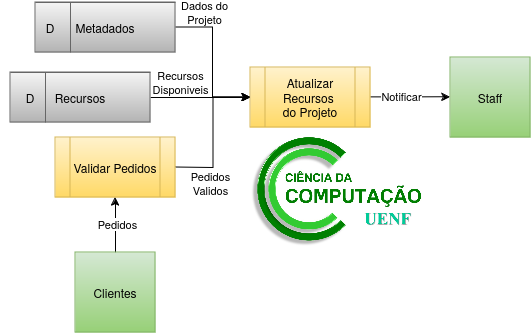 Dados do
Projeto
D Metadados
Recursos
Disponiveis
D Recursos
Atualizar
Recursos
do Projeto
Notificar
Staff
Validar Pedidos
Pedidos
Validos
CIÊNCIA DA
COMPUTAÇÃO
UENF
Pedidos
Clientes